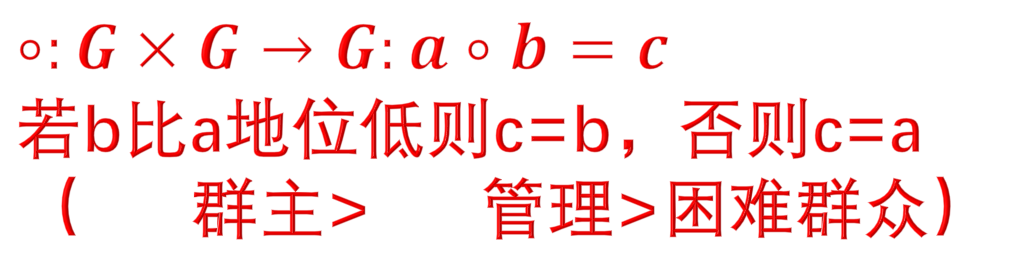 ∘: G × G → G: a ∘ b = c
若b比a地位低则c=b，否则c=a
（ 群主> 管理>困难群众）